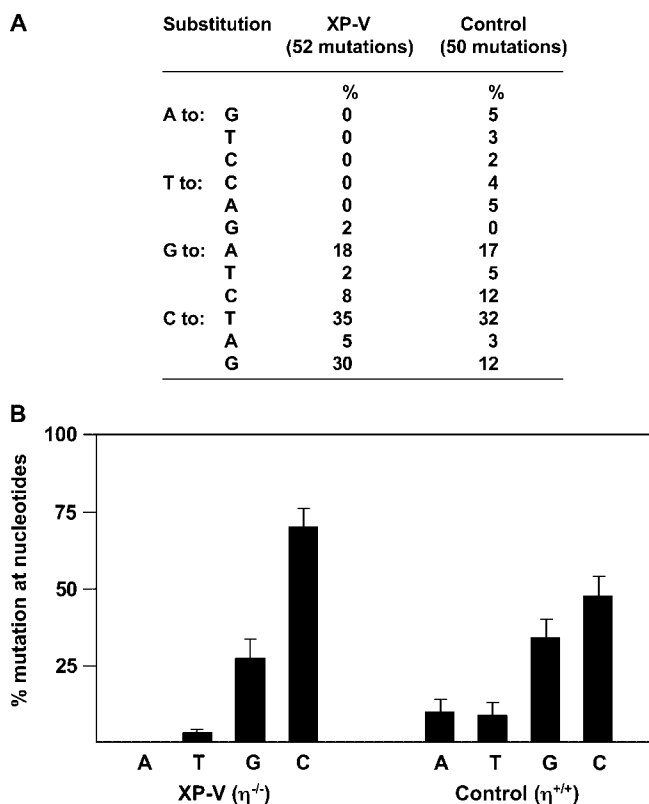 A
Substitution XP-V Control
(52 mutations) (50 mutations)
% %
A to: G 0 5
T 0 3
C 0 2
T to: C 0 4
A 0 5
G 2 0
G to: A 18 17
T 2 5
C 8 12
C to: T 35 32
A 5 3
G 30 12
B
% mutation at nucleotides
100
75
50
25
A T G C A T G C
XP-V (η-/-) Control (η+/+)